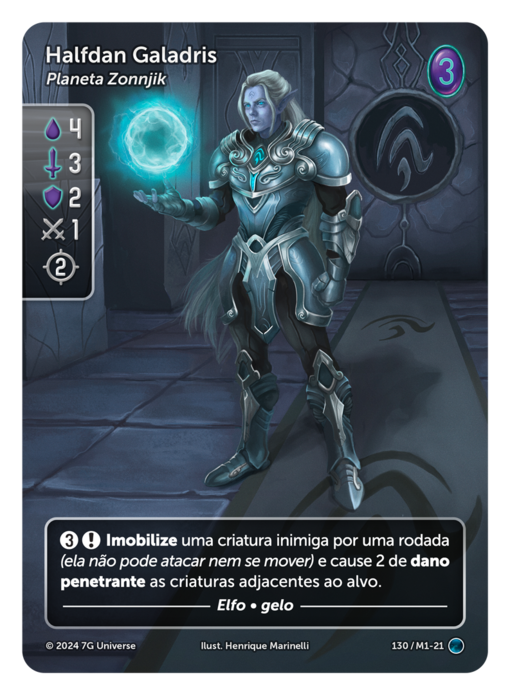 Halfdan Galadris
Planeta Zonnjik
3
4
3
2
1
2
3 ! Imobilize uma criatura inimiga por uma rodada
(ela não pode atacar nem se mover) e cause 2 de dano
penetrante as criaturas adjacentes ao alvo.
Elfo • gelo
© 2024 7G Universe
Ilust. Henrique Marinelli
130 / M1-21